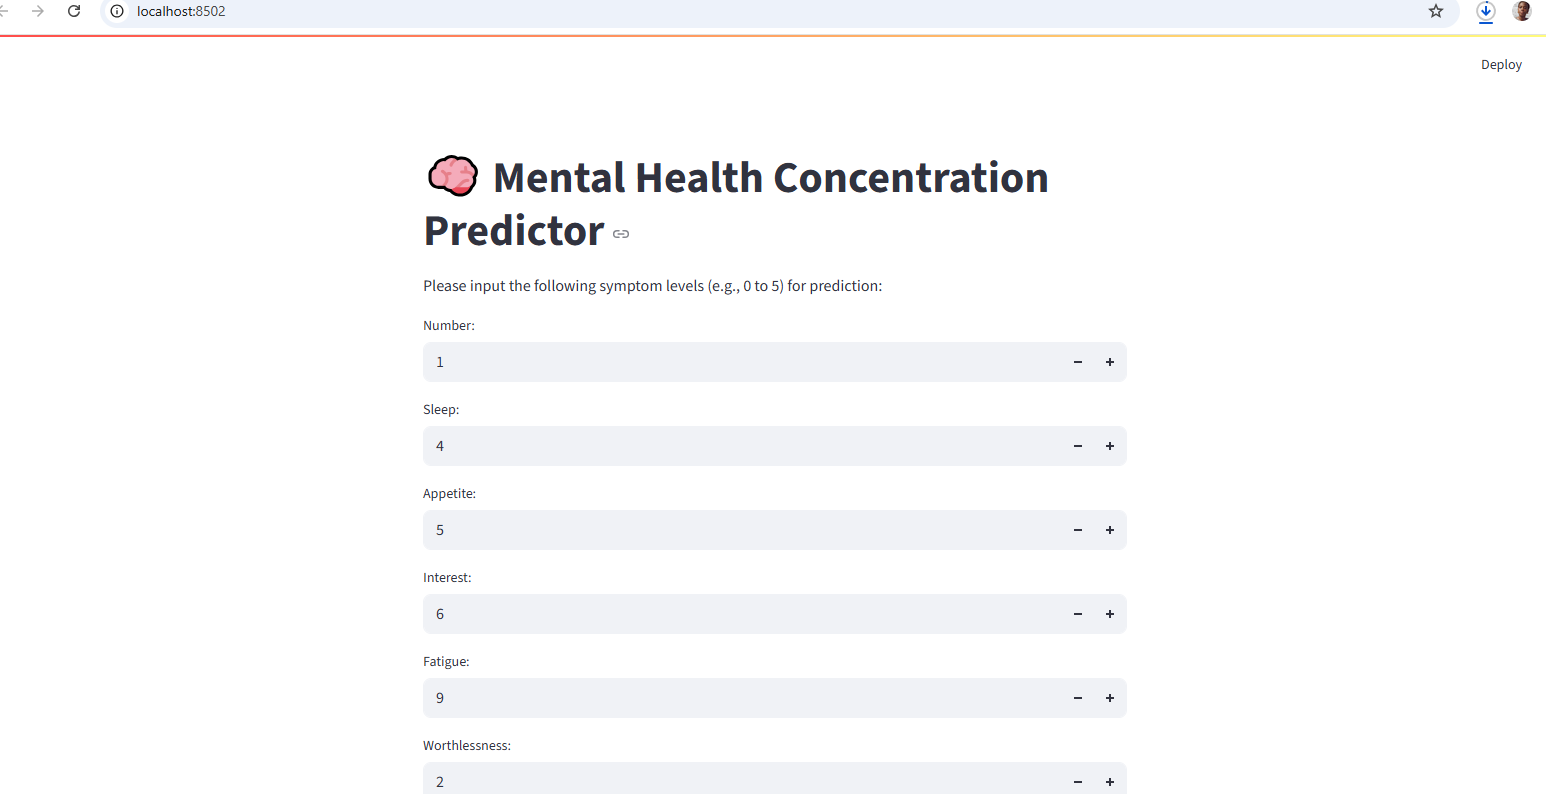 localhost:8502
Deploy
Mental Health Concentration
Predictor
Please input the following symptom levels (e.g., 0 to 5) for prediction:
Number:
1
Sleep:
4
Appetite:
5
Interest:
6
Fatigue:
9
Worthlessness:
2